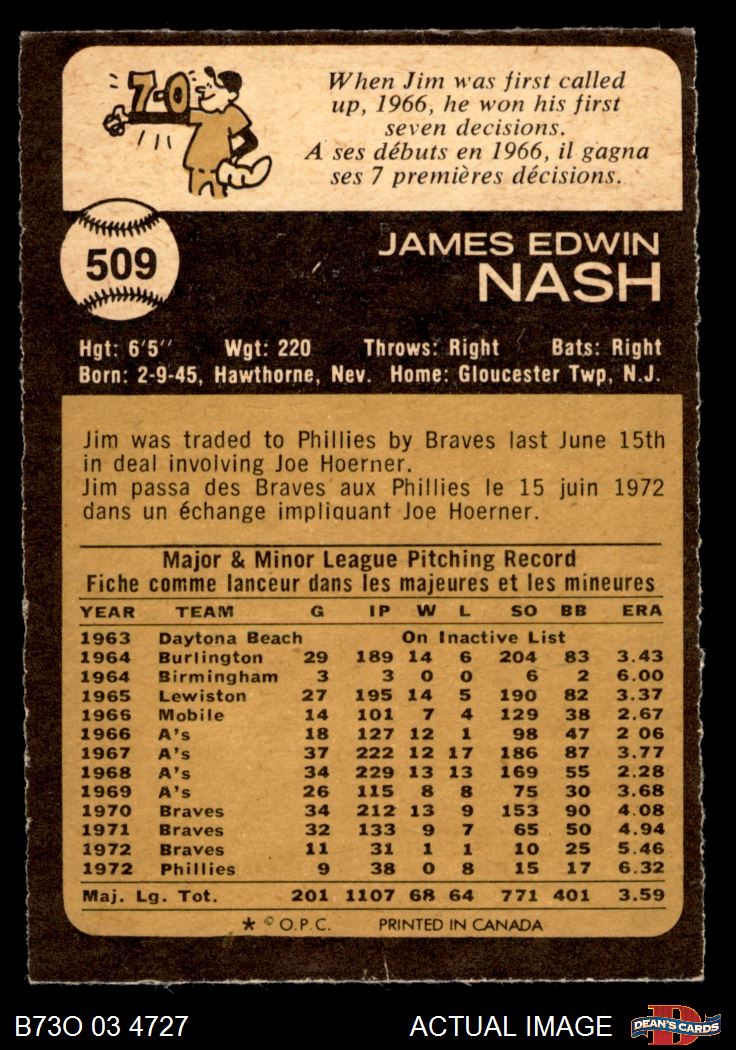 7-0
When Jim was first called
up, 1966, he won his first
seven decisions.
A ses débuts en 1966, il gagna
ses 7 premières décisions.
509
JAMES EDWIN
NASH
Hgt: 6'5'' Wgt: 220 Throws: Right Bats: Right
Born: 2-9-45, Hawthorne, Nev. Home: Gloucester Twp, N.J.
Jim was traded to Phillies by Braves last June 15th
in deal involving Joe Hoerner.
Jim passa des Braves aux Phillies le 15 juin 1972
dans un échange impliquant Joe Hoerner.
Major & Minor League Pitching Record
Fiche comme lanceur dans les majeures et les mineures
YEAR TEAM G IP W L SO BB ERA
1963 Daytona Beach On Inactive List
1964 Burlington 29 189 14 6 204 83 3.43
1964 Birmingham 3 3 0 0 6 2 6.00
1965 Lewiston 27 195 14 5 190 82 3.37
1966 Mobile 14 101 7 4 129 38 2.67
1966 A's 18 127 12 1 98 47 2 06
1967 A's 37 222 12 17 186 87 3.77
1968 A's 34 229 13 13 169 55 2.28
1969 A's 26 115 8 8 75 30 3.68
1970 Braves 34 212 13 9 153 90 4.08
1971 Braves 32 133 9 7 65 50 4.94
1972 Braves 11 31 1 1 10 25 5.46
1972 Phillies 9 38 0 8 15 17 6.32
Maj. Lg. Tot. 201 1107 68 64 771 401 3.59
* © O.P.C. PRINTED IN CANADA
B73O 03 4727 ACTUAL IMAGE DEAN'S CARDS